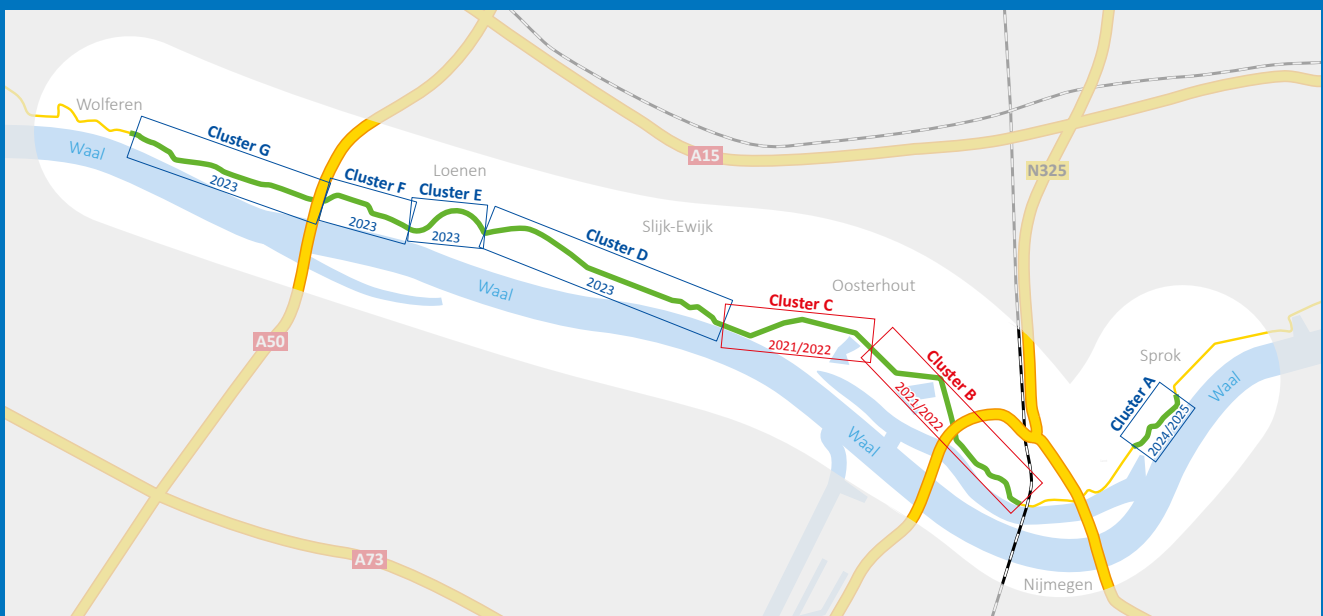 Wolferen
Waal
Cluster G
2023
Cluster F
2023
Loenen
Cluster E
2023
A15
N325
Slijk-Ewijk
Cluster D
2023
Waal
Oosterhout
Cluster C
2021/2022
A50
Cluster B
2021/2022
Waal
Sprok
Cluster A
2024/2025
Waal
A73
Nijmegen